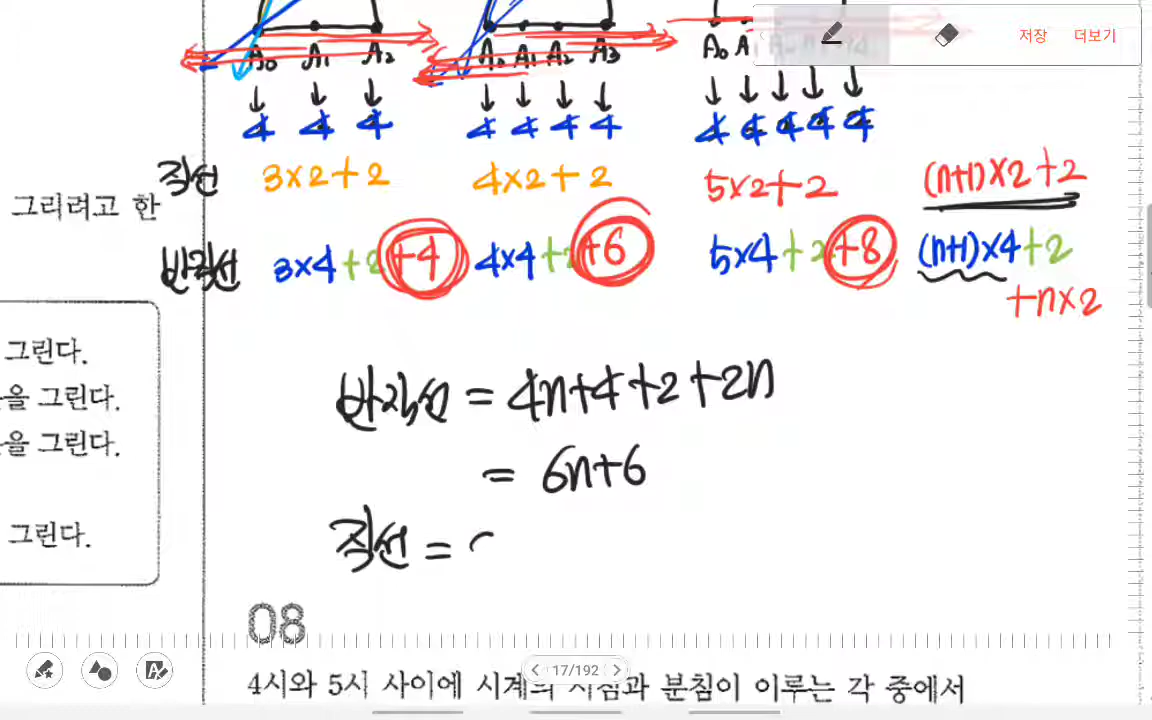 저장 더보기
A₀ A₁ A₂ A₀ A₁ A₂ A₃ A₀ A₁
↓ ↓ ↓ ↓ ↓ ↓ ↓ ↓ ↓ ↓ ↓ ↓
4 4 4 4 4 4 4 4 4 4 4 4
직선 3×2+2 4×2+2 5×2+2 (n+1)×2+2
그리려고 한
반직선 3×4+2+4 4×4+2+6 5×4+2+8 (n+1)×4+2
+n×2
그린다.
을 그린다.
을 그린다.
그린다.
반직선 = 4n+4+2+2n
= 6n+6
직선 =
08
17/192
4시와 5시 사이에 시계의 시침과 분침이 이루는 각 중에서